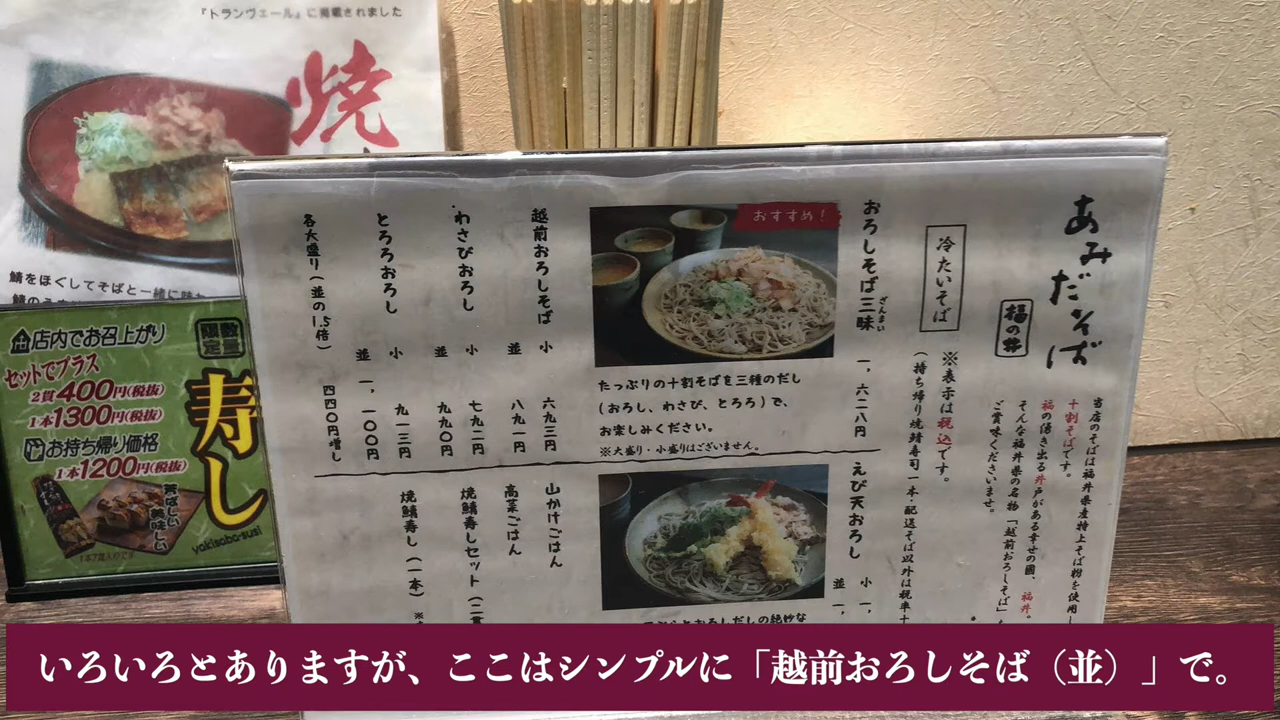 『トランヴェール』に掲載されました
焼
鯖をほぐしてそばと一緒に味わ
店内でお召上がり
セットでプラス
2貫400円(税抜)
1本1300円(税抜)
お持ち帰り価格
1本1200円(税抜)
数量限定
寿し
香ばしい
美味しい
yakisaba-susi
あみだそば
福の井
当店のそばは福井県産特上そば粉を使用し
十割そばです。
福の湧き出る井戸がある幸せの国、福井。
そんな福井県の名物「越前おろしそば」
ご賞味くださいませ。
冷たいそば
※表示は税込です。
(持ち帰り焼鯖寿司一本・配送そば以外は税率十
おろしそば三昧
ざんまい
一、六二八円
おすすめ!
たっぷりの十割そばを三種のだし
(おろし、わさび、とろろ)で、
お楽しみください。
※大盛り・小盛りはございません。
越前おろしそば
小 六九三円
並 八九一円
わさびおろし
小 七九二円
並 九九〇円
とろろおろし
小 九一三円
並 一、一〇〇円
各大盛り(並の1.5倍) 四四〇円増し
えび天おろし
小 一、
並 一、
山かけごはん
高菜ごはん
焼鯖寿しセット(二貫
焼鯖寿し(一本)
いろいろとありますが、ここはシンプルに「越前おろしそば（並）」で。